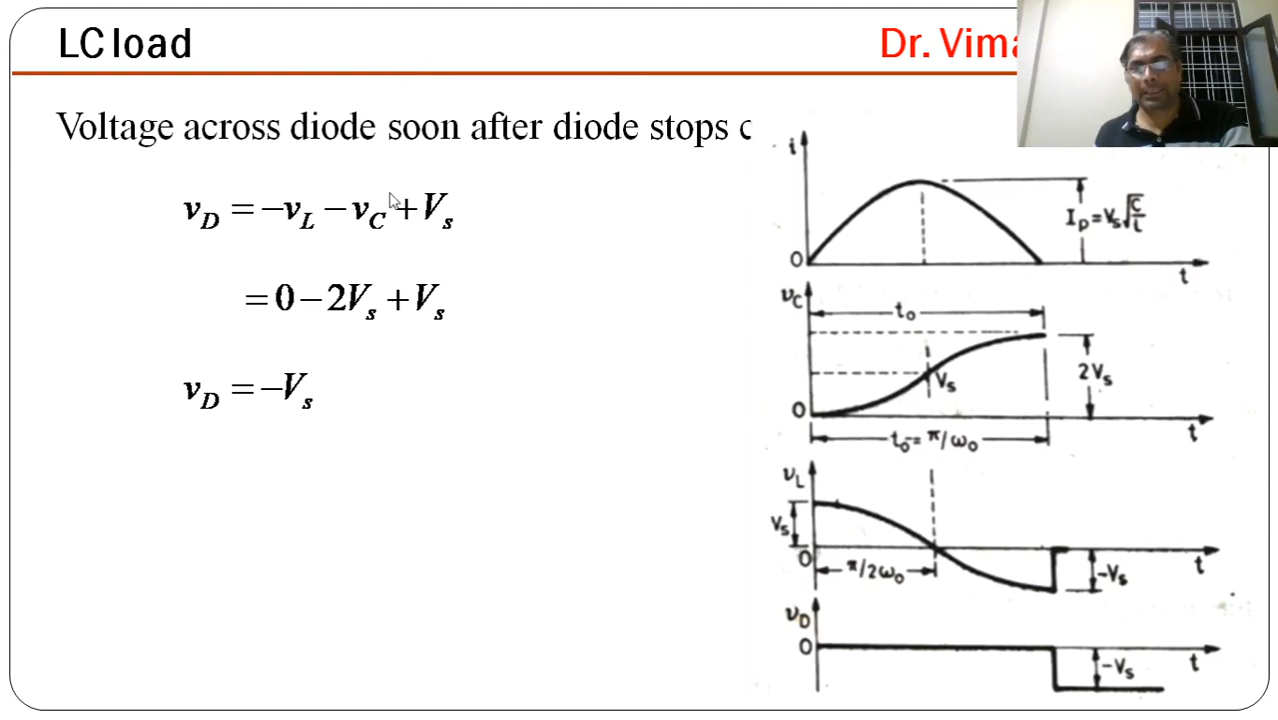 LC load
Dr. Vima
Voltage across diode soon after diode stops c
v_D = −v_L − v_C + V_s
= 0 − 2V_s + V_s
v_D = −V_s
i
I_p = V_s √(C/L)
0
t
v_C
t_o
V_s
2V_s
0
t
t_o = π/ω_o
v_L
V_s
0
π/2ω_o
−V_s
t
v_D
0
−V_s
t